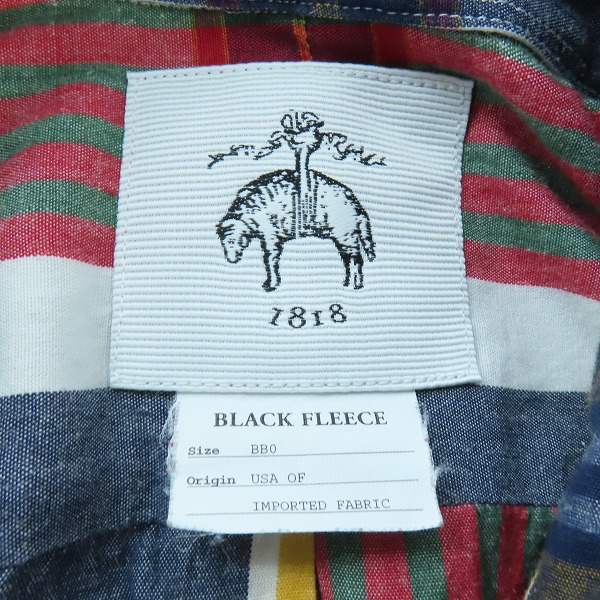 1818
BLACK FLEECE
Size BB0
Origin USA OF
IMPORTED FABRIC